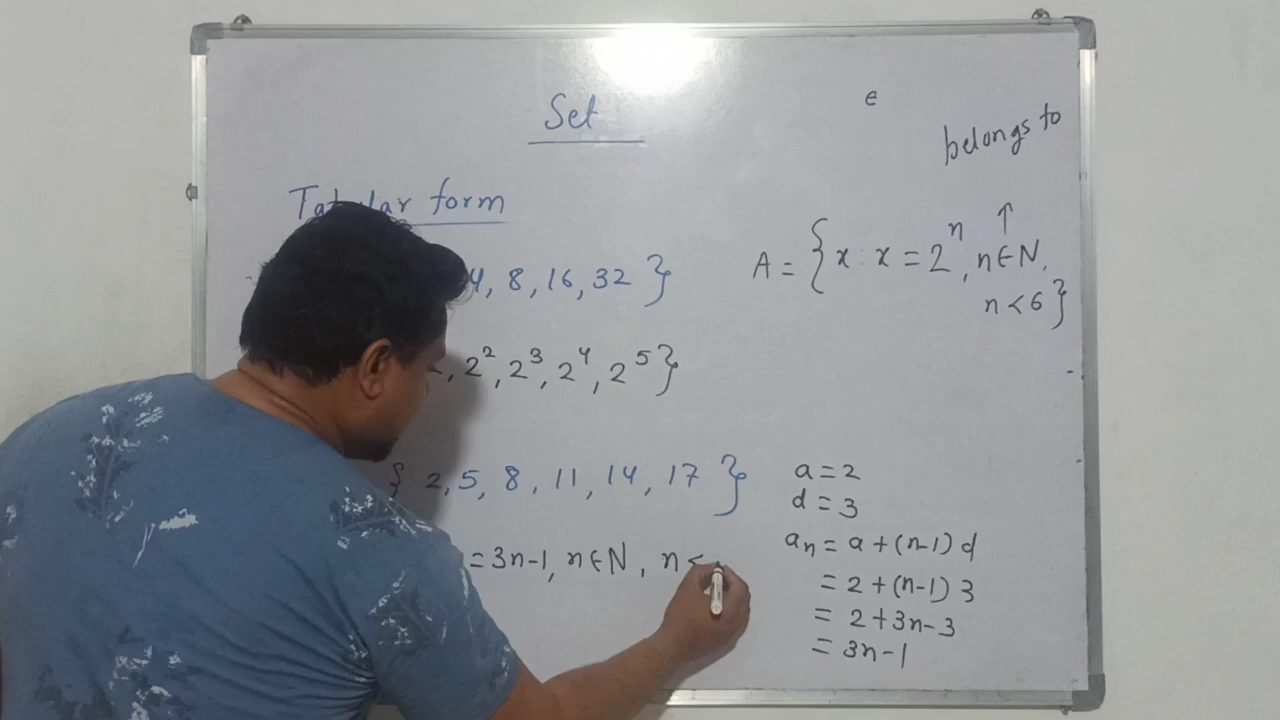 Set
∈
belongs to
Tabular form
↑
A = { x : x = 2ⁿ, n∈N,
n < 6 }
4, 8, 16, 32 }
2, 2², 2³, 2⁴, 2⁵ }
{ 2, 5, 8, 11, 14, 17 }
= 3n-1, n∈N, n <
a = 2
d = 3
aₙ = a + (n-1) d
= 2 + (n-1) 3
= 2 + 3n - 3
= 3n - 1